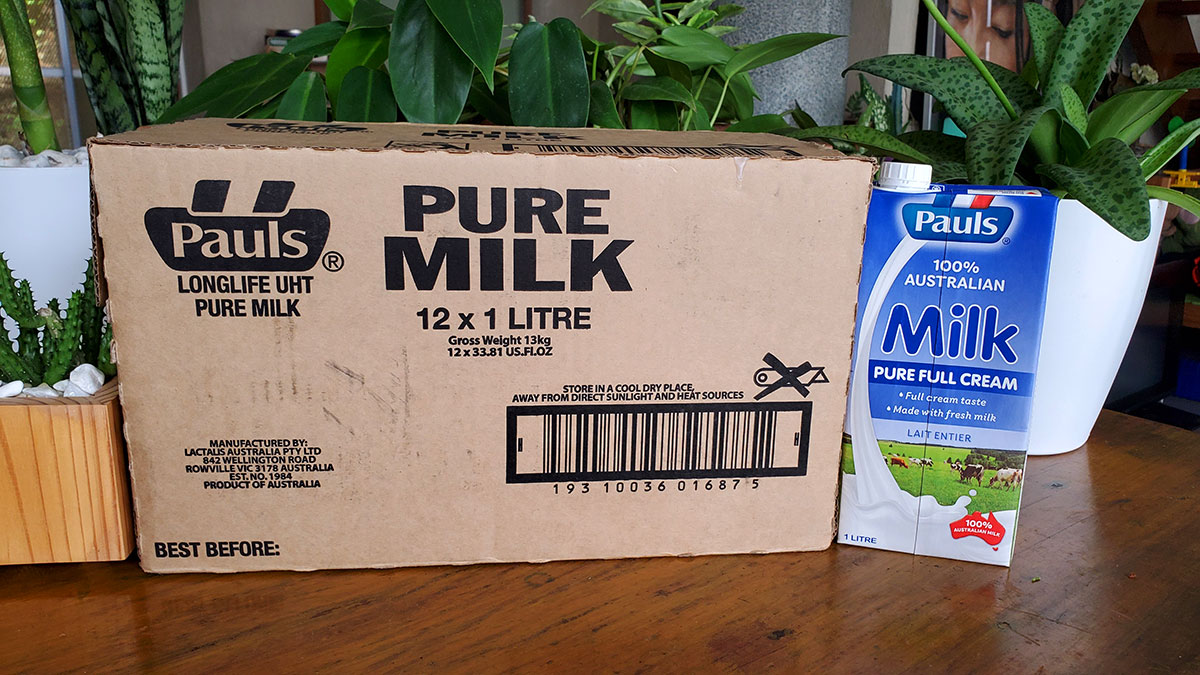 Pauls
PURE MILK
Pauls ®
LONGLIFE UHT
PURE MILK
PURE
MILK
12 x 1 LITRE
Gross Weight 13kg
12 x 33.81 US.Fl.OZ
STORE IN A COOL DRY PLACE,
AWAY FROM DIRECT SUNLIGHT AND HEAT SOURCES
193 10036 01687 5
MANUFACTURED BY:
LACTALIS AUSTRALIA PTY LTD
842 WELLINGTON ROAD
ROWVILLE VIC 3178 AUSTRALIA
EST. NO. 1984
PRODUCT OF AUSTRALIA
BEST BEFORE:
Pauls ®
100%
AUSTRALIAN
Milk
PURE FULL CREAM
• Full cream taste
• Made with fresh milk
LAIT ENTIER
100%
AUSTRALIAN MILK
1 LITRE